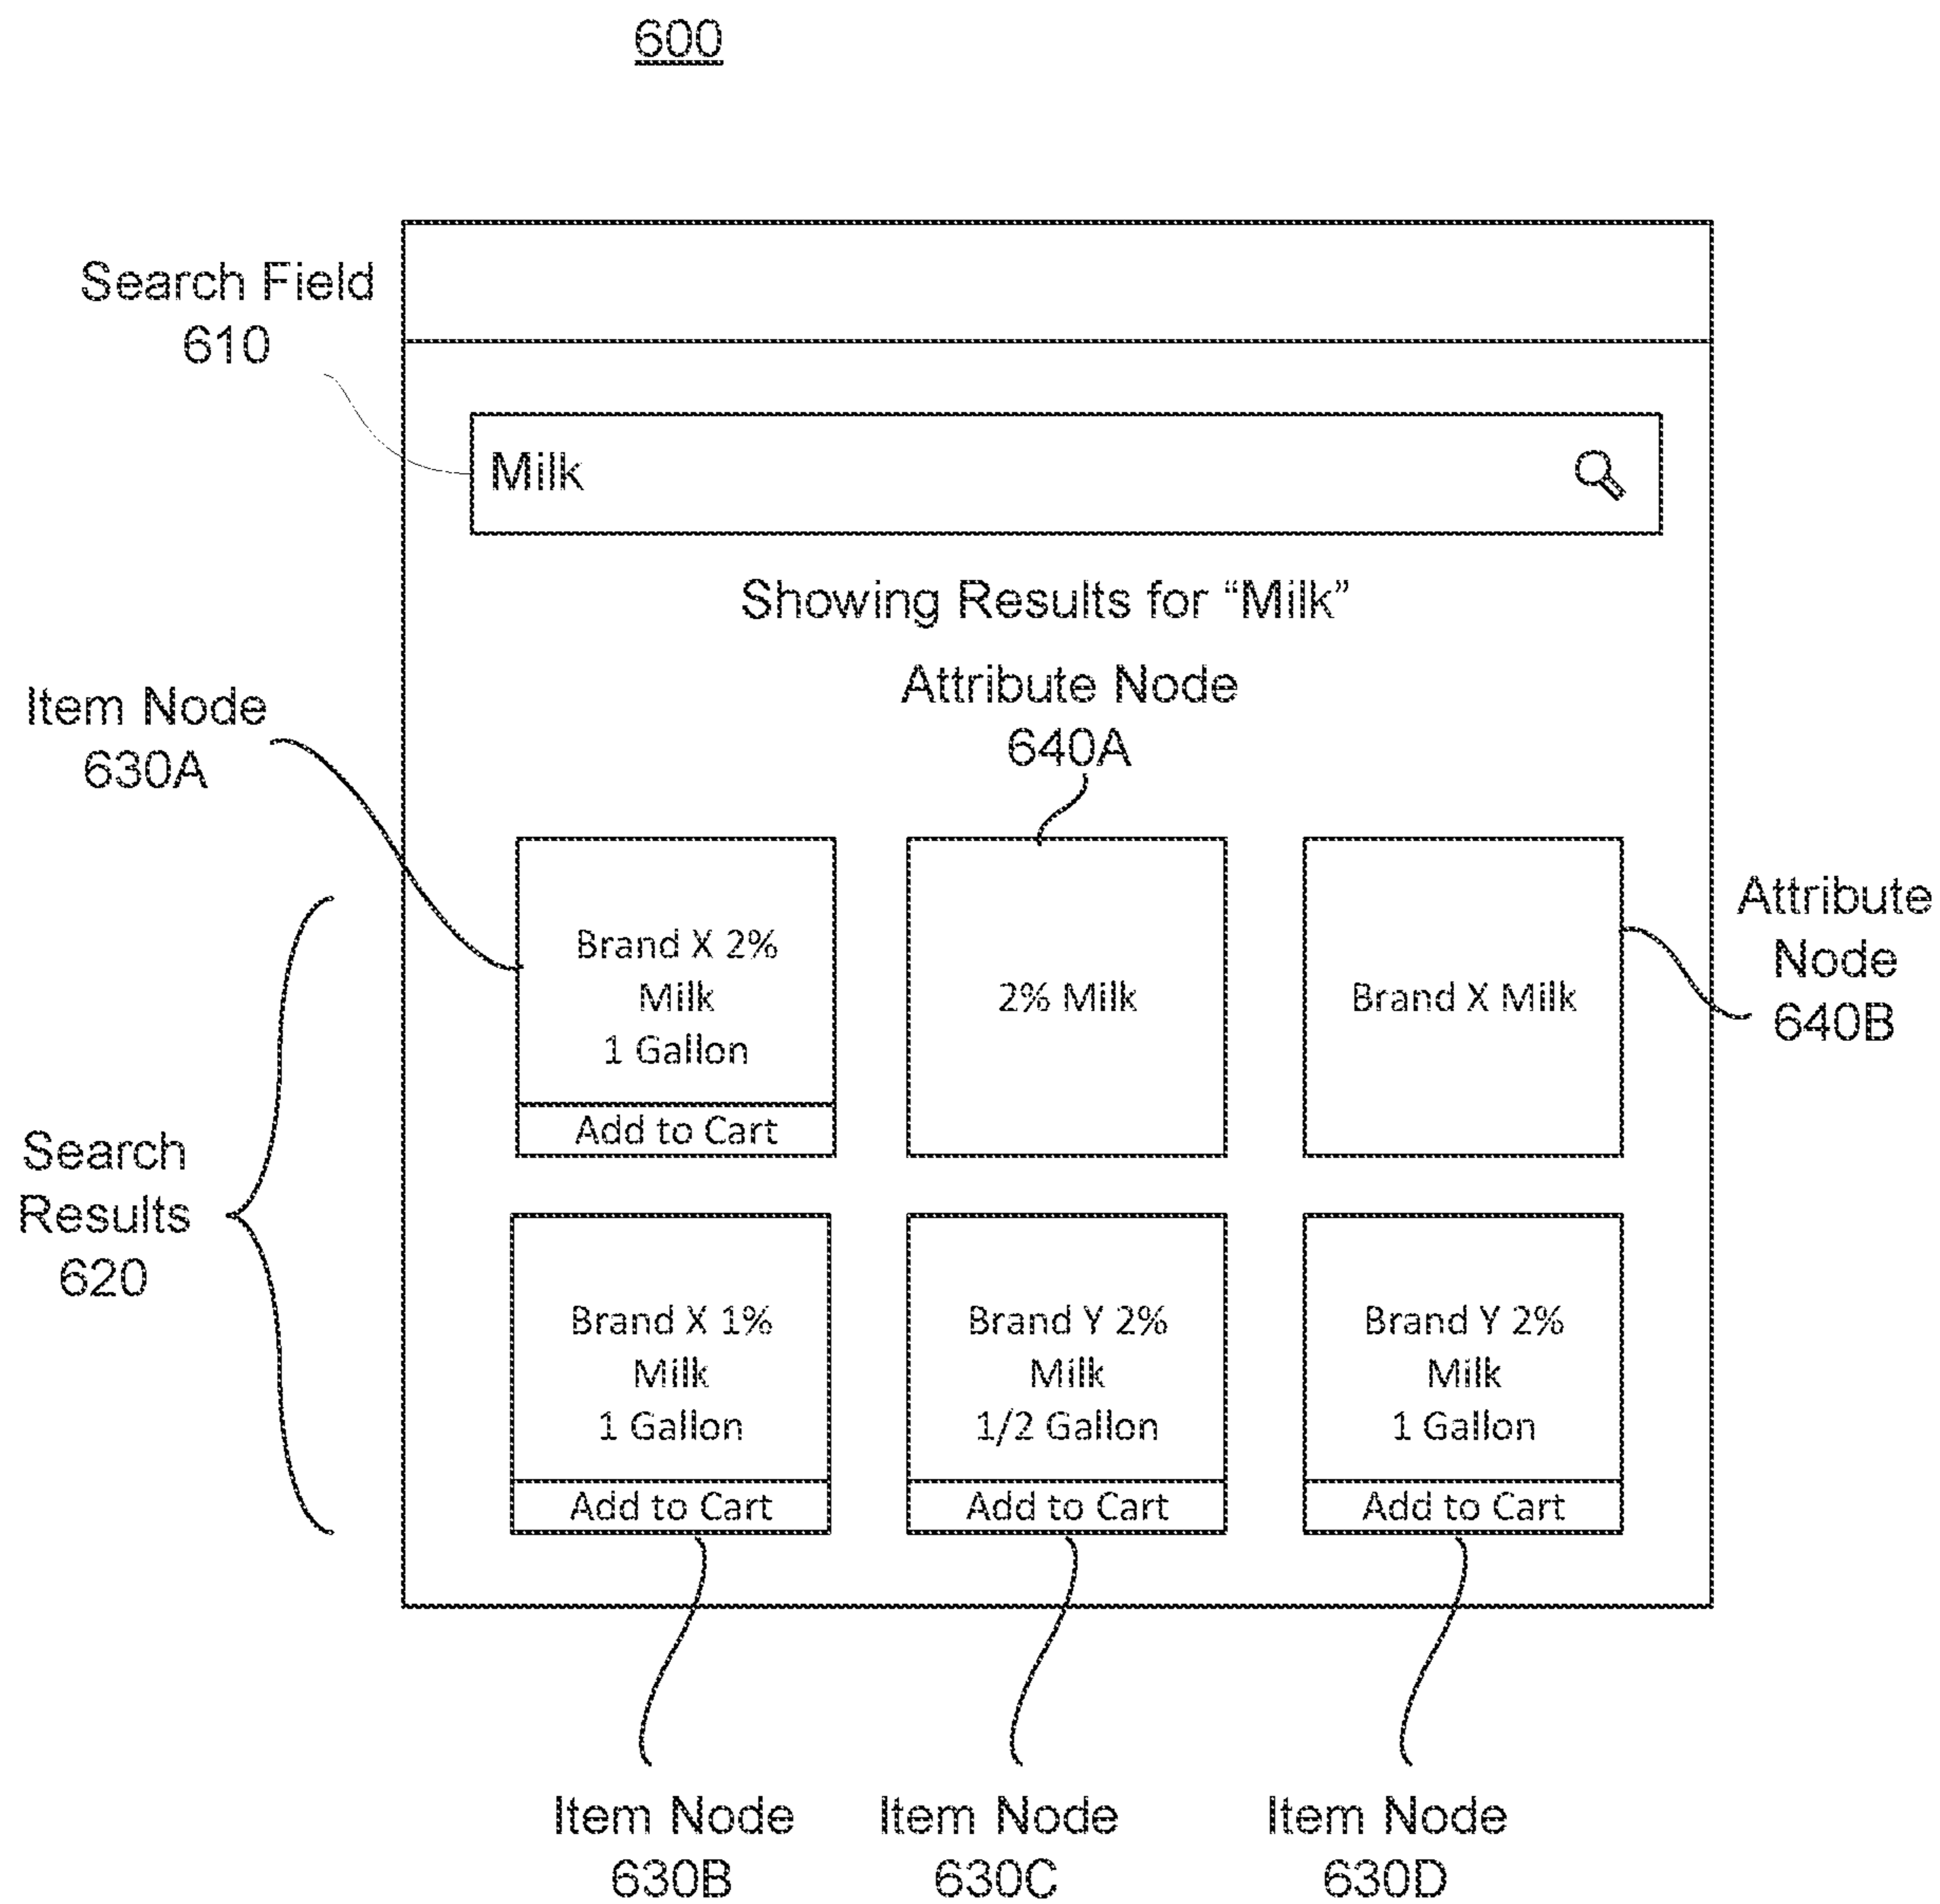 600
Search Field
610
Milk
Showing Results for “Milk”
Attribute Node
640A
Item Node
630A
Brand X 2%
Milk
1 Gallon
Add to Cart
2% Milk
Brand X Milk
Attribute
Node
640B
Search
Results
620
Brand X 1%
Milk
1 Gallon
Add to Cart
Brand Y 2%
Milk
1/2 Gallon
Add to Cart
Brand Y 2%
Milk
1 Gallon
Add to Cart
Item Node
630B
Item Node
630C
Item Node
630D